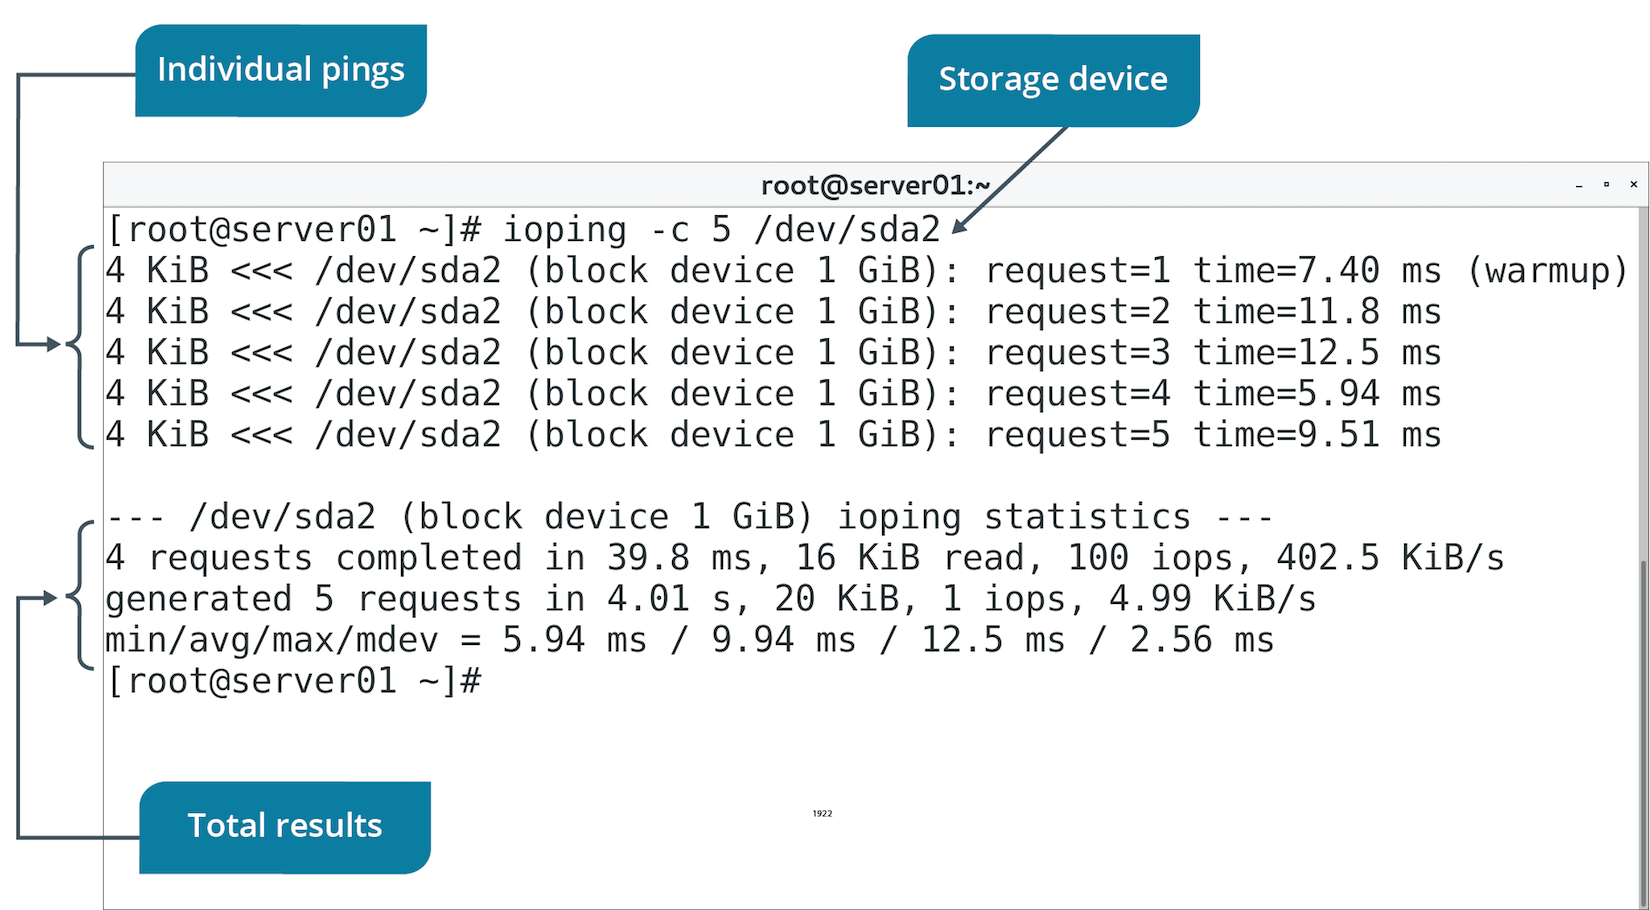 Individual pings
Storage device
root@server01:~
[root@server01 ~]# ioping -c 5 /dev/sda2
4 KiB <<< /dev/sda2 (block device 1 GiB): request=1 time=7.40 ms (warmup)
4 KiB <<< /dev/sda2 (block device 1 GiB): request=2 time=11.8 ms
4 KiB <<< /dev/sda2 (block device 1 GiB): request=3 time=12.5 ms
4 KiB <<< /dev/sda2 (block device 1 GiB): request=4 time=5.94 ms
4 KiB <<< /dev/sda2 (block device 1 GiB): request=5 time=9.51 ms
--- /dev/sda2 (block device 1 GiB) ioping statistics ---
4 requests completed in 39.8 ms, 16 KiB read, 100 iops, 402.5 KiB/s
generated 5 requests in 4.01 s, 20 KiB, 1 iops, 4.99 KiB/s
min/avg/max/mdev = 5.94 ms / 9.94 ms / 12.5 ms / 2.56 ms
[root@server01 ~]#
1922
Total results